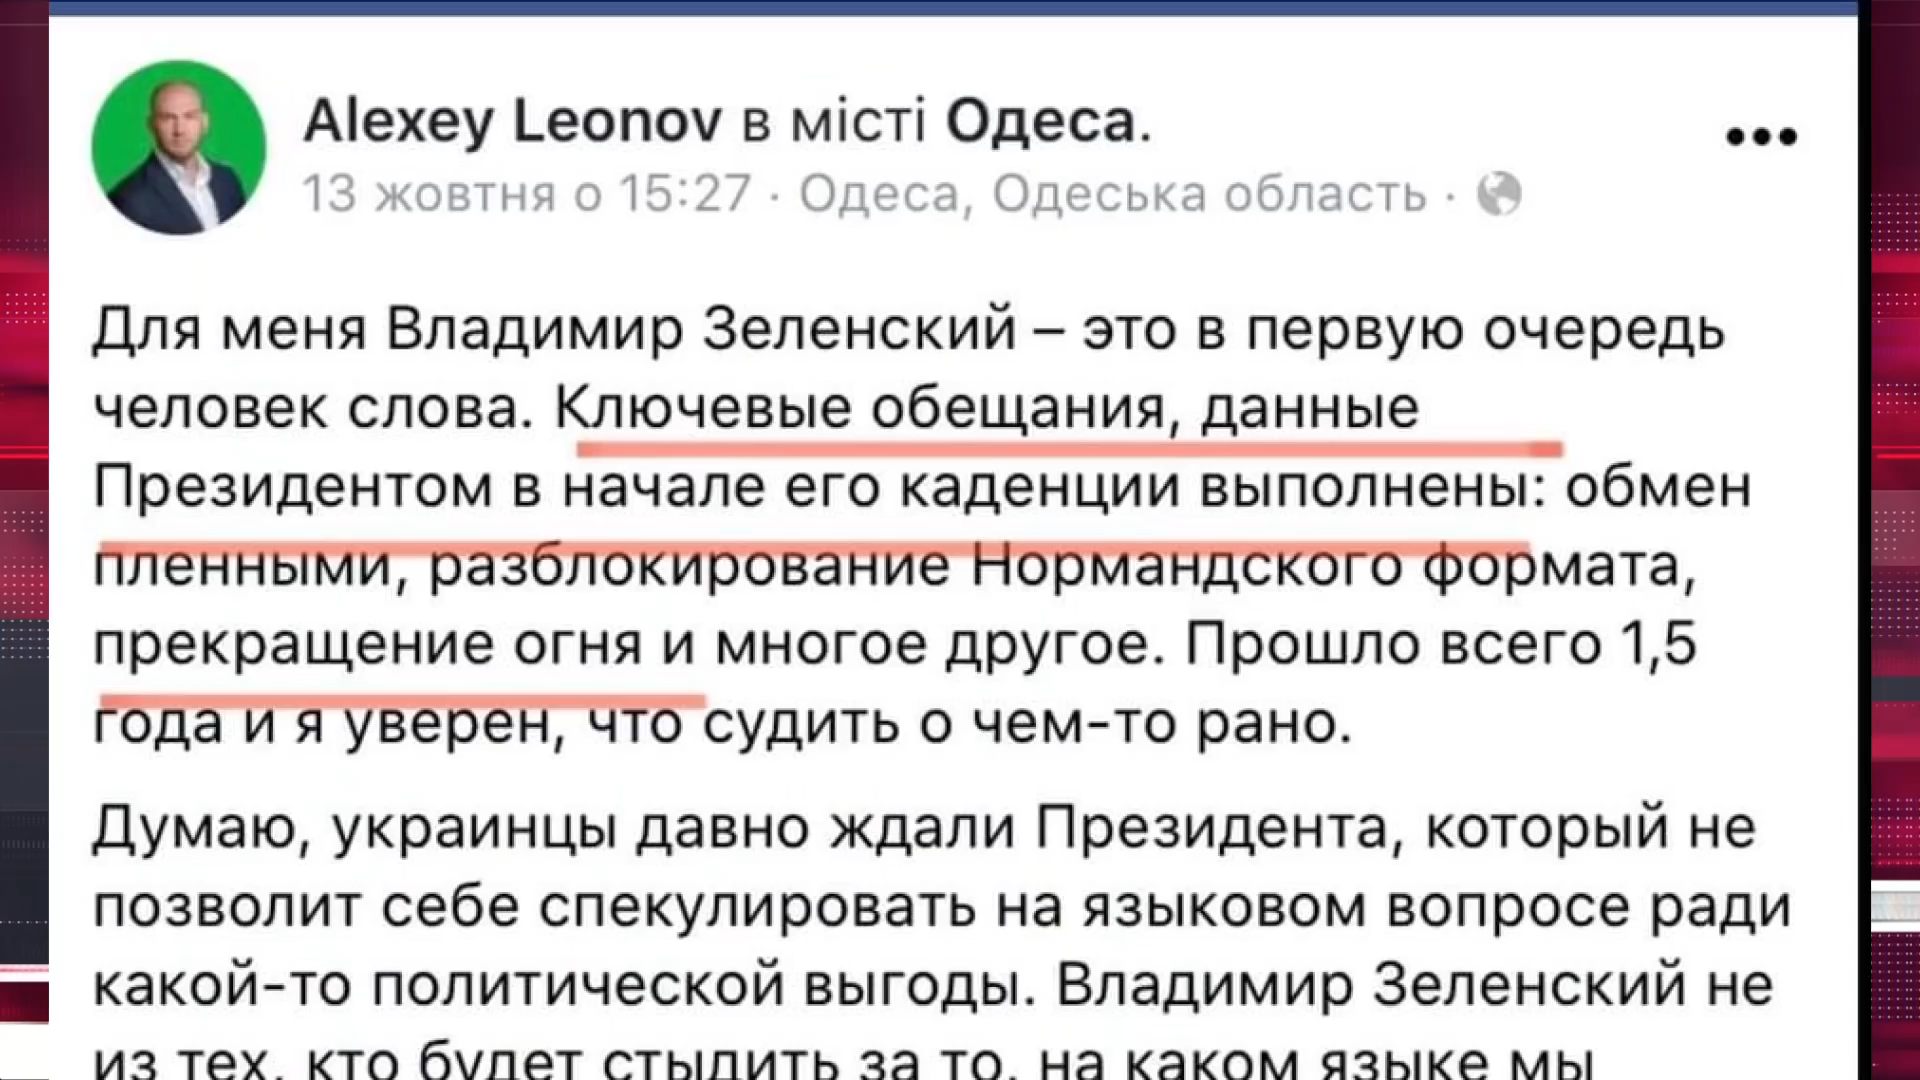 Alexey Leonov в місті Одеса.
13 жовтня о 15:27 · Одеса, Одеська область ·
Для меня Владимир Зеленский – это в первую очередь
человек слова. Ключевые обещания, данные
Президентом в начале его каденции выполнены: обмен
пленными, разблокирование Нормандского формата,
прекращение огня и многое другое. Прошло всего 1,5
года и я уверен, что судить о чем-то рано.
Думаю, украинцы давно ждали Президента, который не
позволит себе спекулировать на языковом вопросе ради
какой-то политической выгоды. Владимир Зеленский не
из тех, кто будет стыдить за то, на каком языке мы